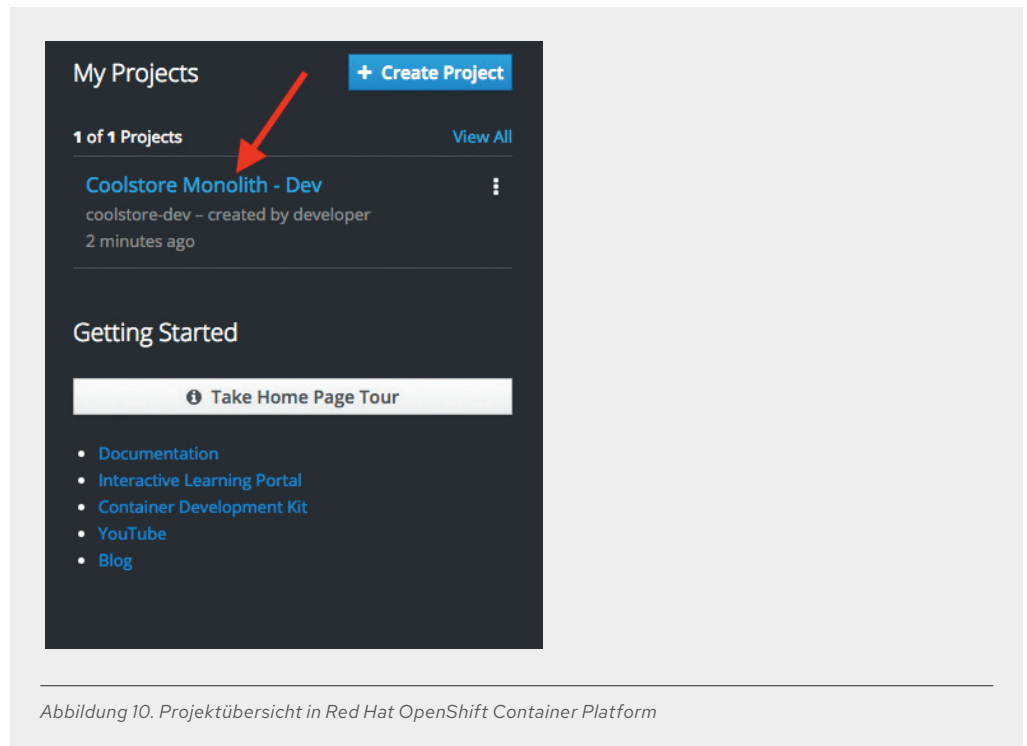 My Projects
+ Create Project
1 of 1 Projects
View All
Coolstore Monolith - Dev
coolstore-dev – created by developer
2 minutes ago
Getting Started
Take Home Page Tour
• Documentation
• Interactive Learning Portal
• Container Development Kit
• YouTube
• Blog
Abbildung 10. Projektübersicht in Red Hat OpenShift Container Platform